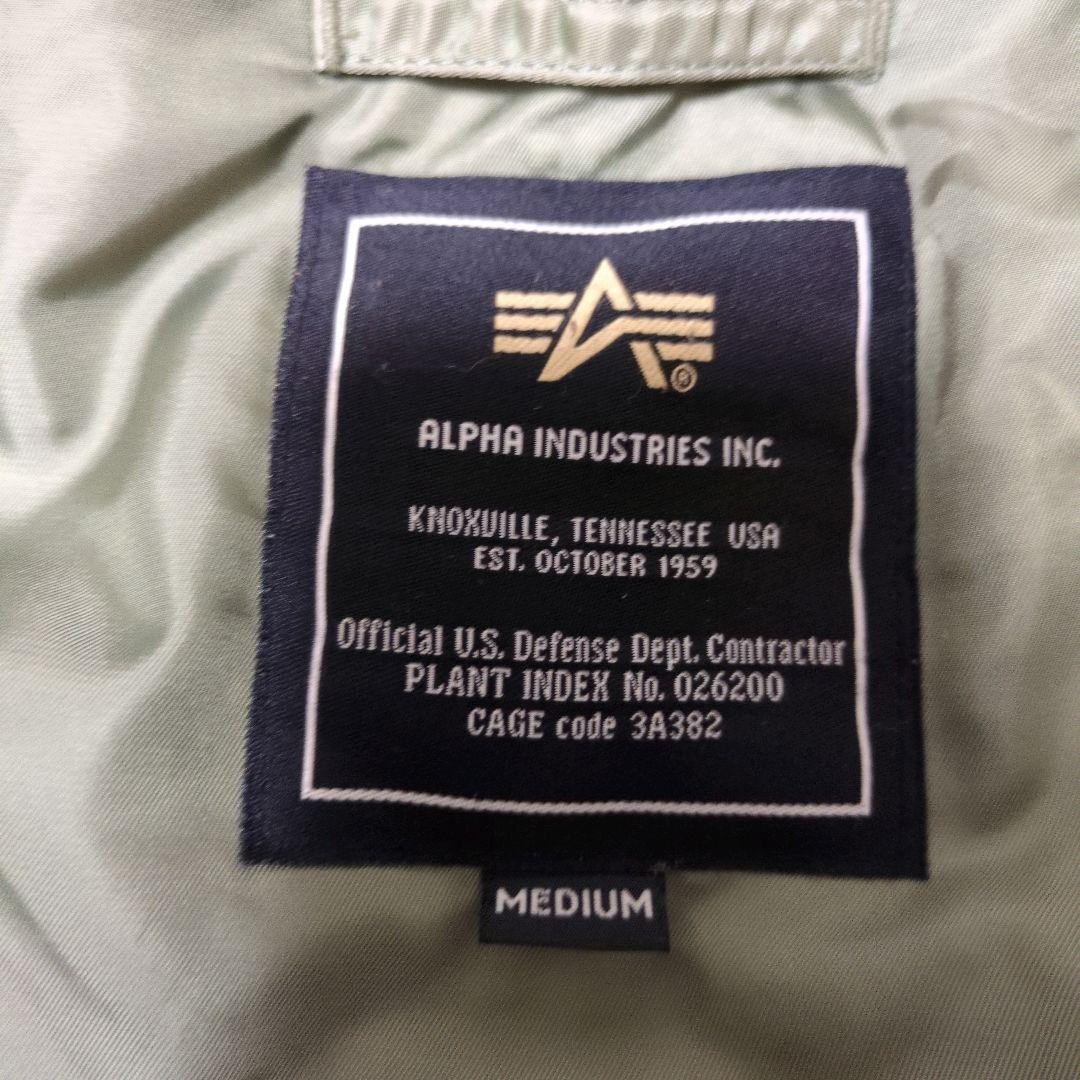 ®
ALPHA INDUSTRIES INC.
KNOXVILLE, TENNESSEE USA
EST. OCTOBER 1959
Official U.S. Defense Dept. Contractor
PLANT INDEX No. 026200
CAGE code 3A382
MEDIUM